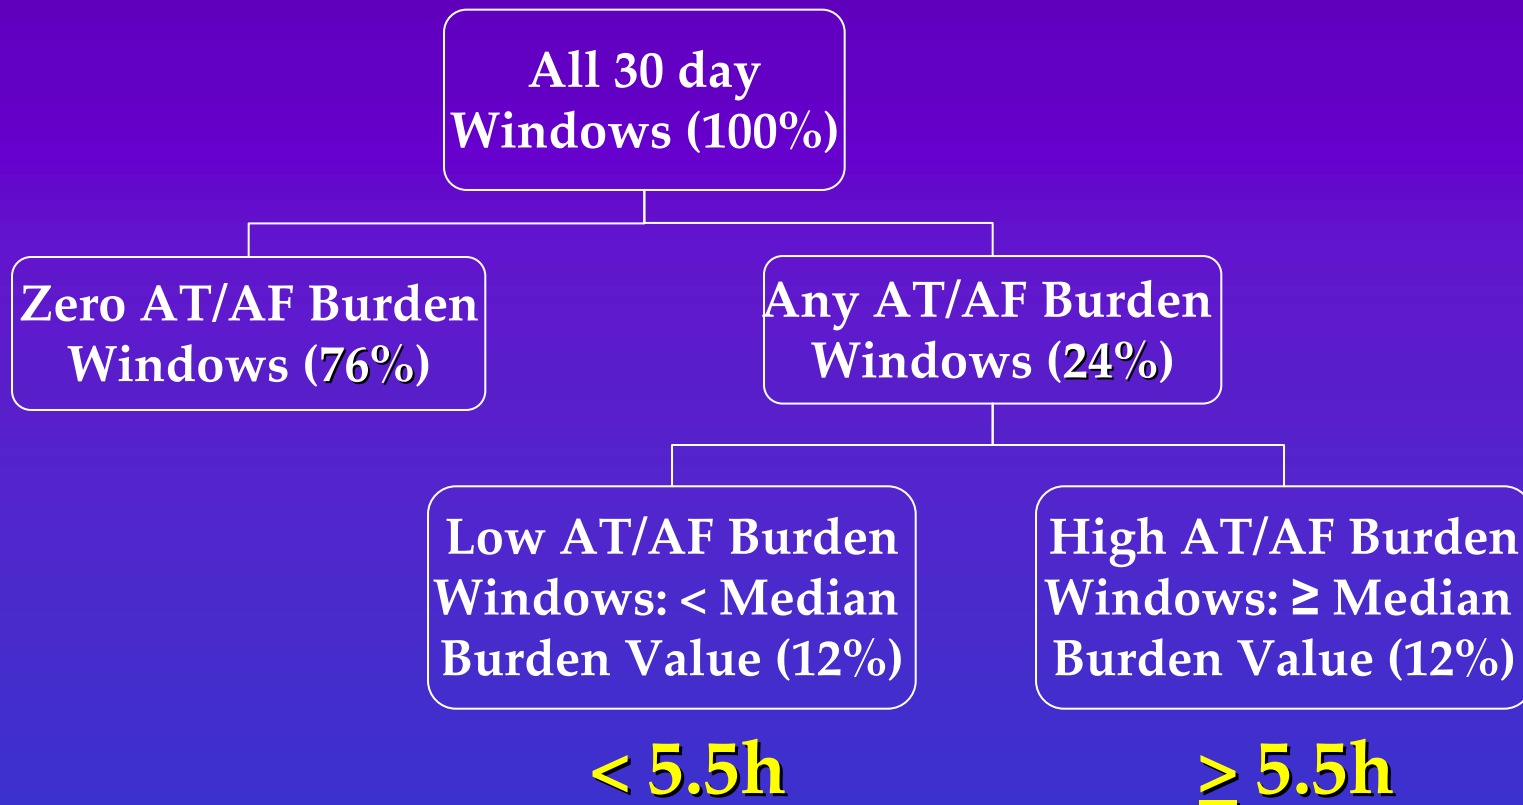 All 30 day
Windows (100%)
Zero AT/AF Burden
Windows (76%)
Any AT/AF Burden
Windows (24%)
Low AT/AF Burden
Windows: < Median
Burden Value (12%)
High AT/AF Burden
Windows: ≥ Median
Burden Value (12%)
< 5.5h
≥ 5.5h